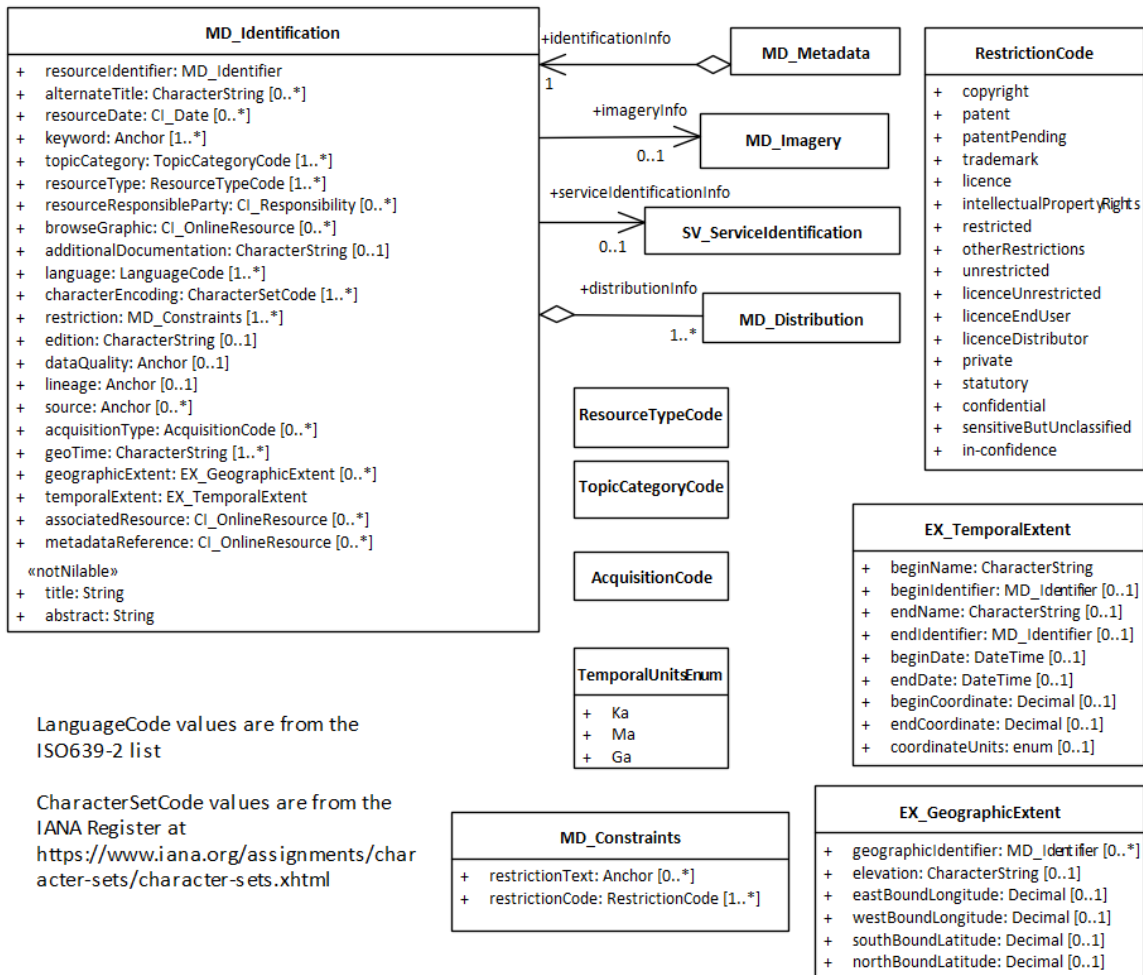 MD_Identification
+ resourceIdentifier: MD_Identifier
+ alternateTitle: CharacterString [0..*]
+ resourceDate: CI_Date [0..*]
+ keyword: Anchor [1..*]
+ topicCategory: TopicCategoryCode [1..*]
+ resourceType: ResourceTypeCode [1..*]
+ resourceResponsibleParty: CI_Responsibility [0..*]
+ browseGraphic: CI_OnlineResource [0..*]
+ additionalDocumentation: CharacterString [0..1]
+ language: LanguageCode [1..*]
+ characterEncoding: CharacterSetCode [1..*]
+ restriction: MD_Constraints [1..*]
+ edition: CharacterString [0..1]
+ dataQuality: Anchor [0..1]
+ lineage: Anchor [0..1]
+ source: Anchor [0..*]
+ acquisitionType: AcquisitionCode [0..*]
+ geoTime: CharacterString [1..*]
+ geographicExtent: EX_GeographicExtent [0..*]
+ temporalExtent: EX_TemporalExtent
+ associatedResource: CI_OnlineResource [0..*]
+ metadataReference: CI_OnlineResource [0..*]
«notNilable»
+ title: String
+ abstract: String
+identificationInfo
1
MD_Metadata
+imageryInfo
0..1
MD_Imagery
+serviceIdentificationInfo
0..1
SV_ServiceIdentification
+distributionInfo
1..*
MD_Distribution
RestrictionCode
+ copyright
+ patent
+ patentPending
+ trademark
+ licence
+ intellectualPropertyRights
+ restricted
+ otherRestrictions
+ unrestricted
+ licenceUnrestricted
+ licenceEndUser
+ licenceDistributor
+ private
+ statutory
+ confidential
+ sensitiveButUnclassified
+ in-confidence
ResourceTypeCode
TopicCategoryCode
AcquisitionCode
TemporalUnitsEnum
+ Ka
+ Ma
+ Ga
EX_TemporalExtent
+ beginName: CharacterString
+ beginIdentifier: MD_Identifier [0..1]
+ endName: CharacterString [0..1]
+ endIdentifier: MD_Identifier [0..1]
+ beginDate: DateTime [0..1]
+ endDate: DateTime [0..1]
+ beginCoordinate: Decimal [0..1]
+ endCoordinate: Decimal [0..1]
+ coordinateUnits: enum [0..1]
LanguageCode values are from the
ISO639-2 list
CharacterSetCode values are from the
IANA Register at
https://www.iana.org/assignments/char
acter-sets/character-sets.xhtml
MD_Constraints
+ restrictionText: Anchor [0..*]
+ restrictionCode: RestrictionCode [1..*]
EX_GeographicExtent
+ geographicIdentifier: MD_Identifier [0..*]
+ elevation: CharacterString [0..1]
+ eastBoundLongitude: Decimal [0..1]
+ westBoundLongitude: Decimal [0..1]
+ southBoundLatitude: Decimal [0..1]
+ northBoundLatitude: Decimal [0..1]